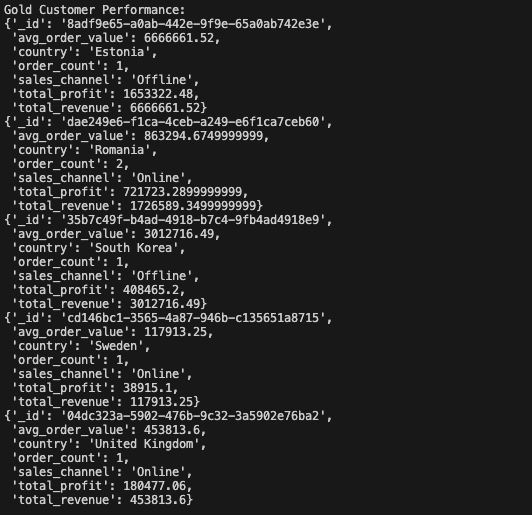 Gold Customer Performance:
{'_id': '8adf9e65-a0ab-442e-9f9e-65a0ab742e3e',
 'avg_order_value': 6666661.52,
 'country': 'Estonia',
 'order_count': 1,
 'sales_channel': 'Offline',
 'total_profit': 1653322.48,
 'total_revenue': 6666661.52}
{'_id': 'dae249e6-f1ca-4ceb-a249-e6f1ca7ceb60',
 'avg_order_value': 863294.6749999999,
 'country': 'Romania',
 'order_count': 2,
 'sales_channel': 'Online',
 'total_profit': 721723.2899999999,
 'total_revenue': 1726589.3499999999}
{'_id': '35b7c49f-b4ad-4918-b7c4-9fb4ad4918e9',
 'avg_order_value': 3012716.49,
 'country': 'South Korea',
 'order_count': 1,
 'sales_channel': 'Offline',
 'total_profit': 408465.2,
 'total_revenue': 3012716.49}
{'_id': 'cd146bc1-3565-4a87-946b-c135651a8715',
 'avg_order_value': 117913.25,
 'country': 'Sweden',
 'order_count': 1,
 'sales_channel': 'Online',
 'total_profit': 38915.1,
 'total_revenue': 117913.25}
{'_id': '04dc323a-5902-476b-9c32-3a5902e76ba2',
 'avg_order_value': 453813.6,
 'country': 'United Kingdom',
 'order_count': 1,
 'sales_channel': 'Online',
 'total_profit': 180477.06,
 'total_revenue': 453813.6}